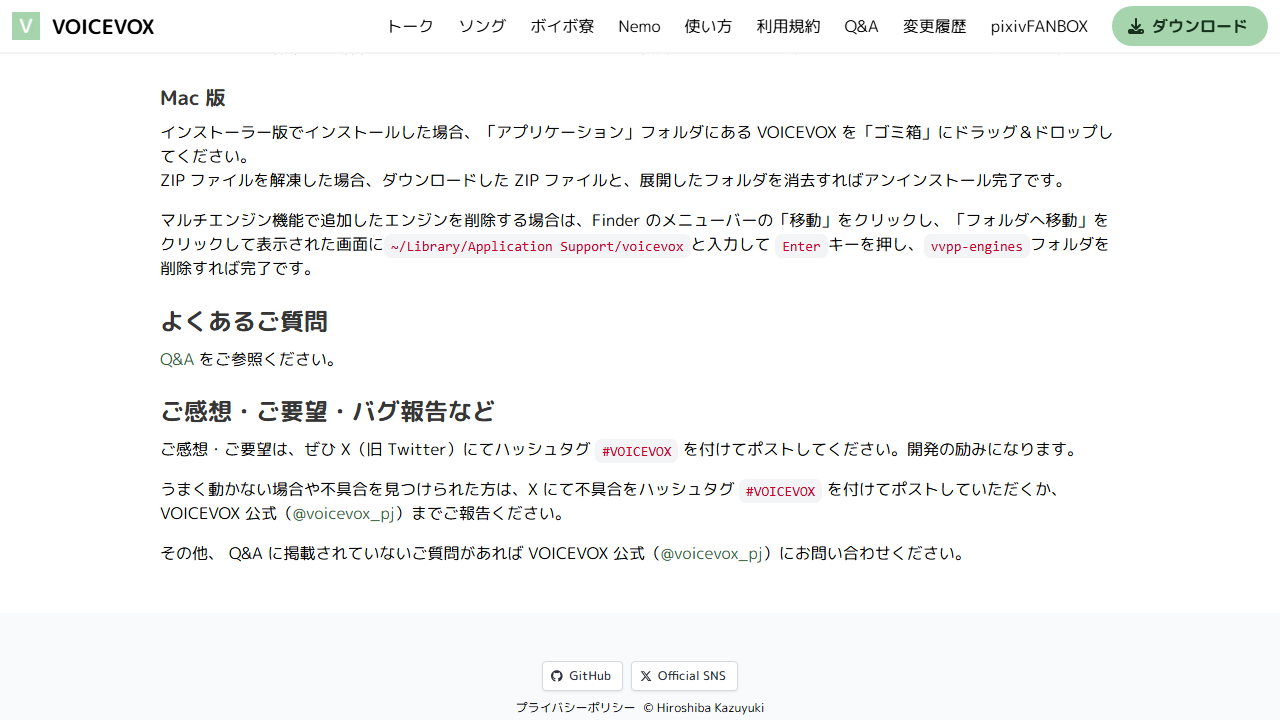 VOICEVOX トーク ソング ボイボ寮 Nemo 使い方 利用規約 Q&A 変更履歴 pixivFANBOX ダウンロード
Mac 版
インストーラー版でインストールした場合、「アプリケーション」フォルダにある VOICEVOX を「ゴミ箱」にドラッグ＆ドロップし
てください。
ZIP ファイルを解凍した場合、ダウンロードした ZIP ファイルと、展開したフォルダを消去すればアンインストール完了です。
マルチエンジン機能で追加したエンジンを削除する場合は、Finder のメニューバーの「移動」をクリックし、「フォルダへ移動」を
クリックして表示された画面に ~/Library/Application Support/voicevox と入力して Enter キーを押し、 vvpp-engines フォルダを
削除すれば完了です。
よくあるご質問
Q&A をご参照ください。
ご感想・ご要望・バグ報告など
ご感想・ご要望は、ぜひ X（旧 Twitter）にてハッシュタグ #VOICEVOX を付けてポストしてください。開発の励みになります。
うまく動かない場合や不具合を見つけられた方は、X にて不具合をハッシュタグ #VOICEVOX を付けてポストしていただくか、
VOICEVOX 公式（@voicevox_pj）までご報告ください。
その他、 Q&A に掲載されていないご質問があれば VOICEVOX 公式（@voicevox_pj）にお問い合わせください。
GitHub Official SNS
プライバシーポリシー © Hiroshiba Kazuyuki